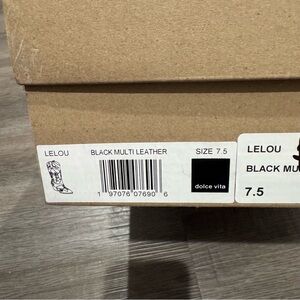 LELOU BLACK MULTI LEATHER SIZE 7.5
1 97076 07690 6
dolce vita
LELOU
BLACK MU
7.5